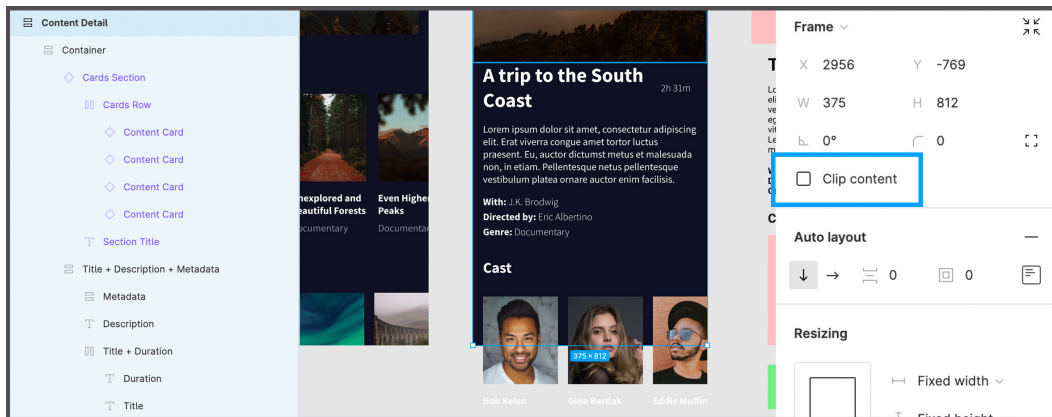 Content Detail
Container
Cards Section
Cards Row
Content Card
Content Card
Content Card
Content Card
Section Title
Title + Description + Metadata
Metadata
Description
Title + Duration
Duration
Title
nexplored and
eautiful Forests
ocumentary
Even Higher
Peaks
Documentar
A trip to the South
Coast
2h 31m
Lorem ipsum dolor sit amet, consectetur adipiscing
elit. Erat viverra congue amet tortor luctus
praesent. Eu, auctor dictumst metus et malesuada
non, in etiam. Pellentesque netus pellentesque
vestibulum platea ornare auctor enim facilisis.
With: J.K. Brodwig
Directed by: Eric Albertino
Genre: Documentary
Cast
375 × 812
Bob Kelso
Gina Bardak
Eddie Muffin
Frame
X 2956 Y -769
W 375 H 812
0° 0
Clip content
Auto layout
0 0
Resizing
Fixed width
Fixed height